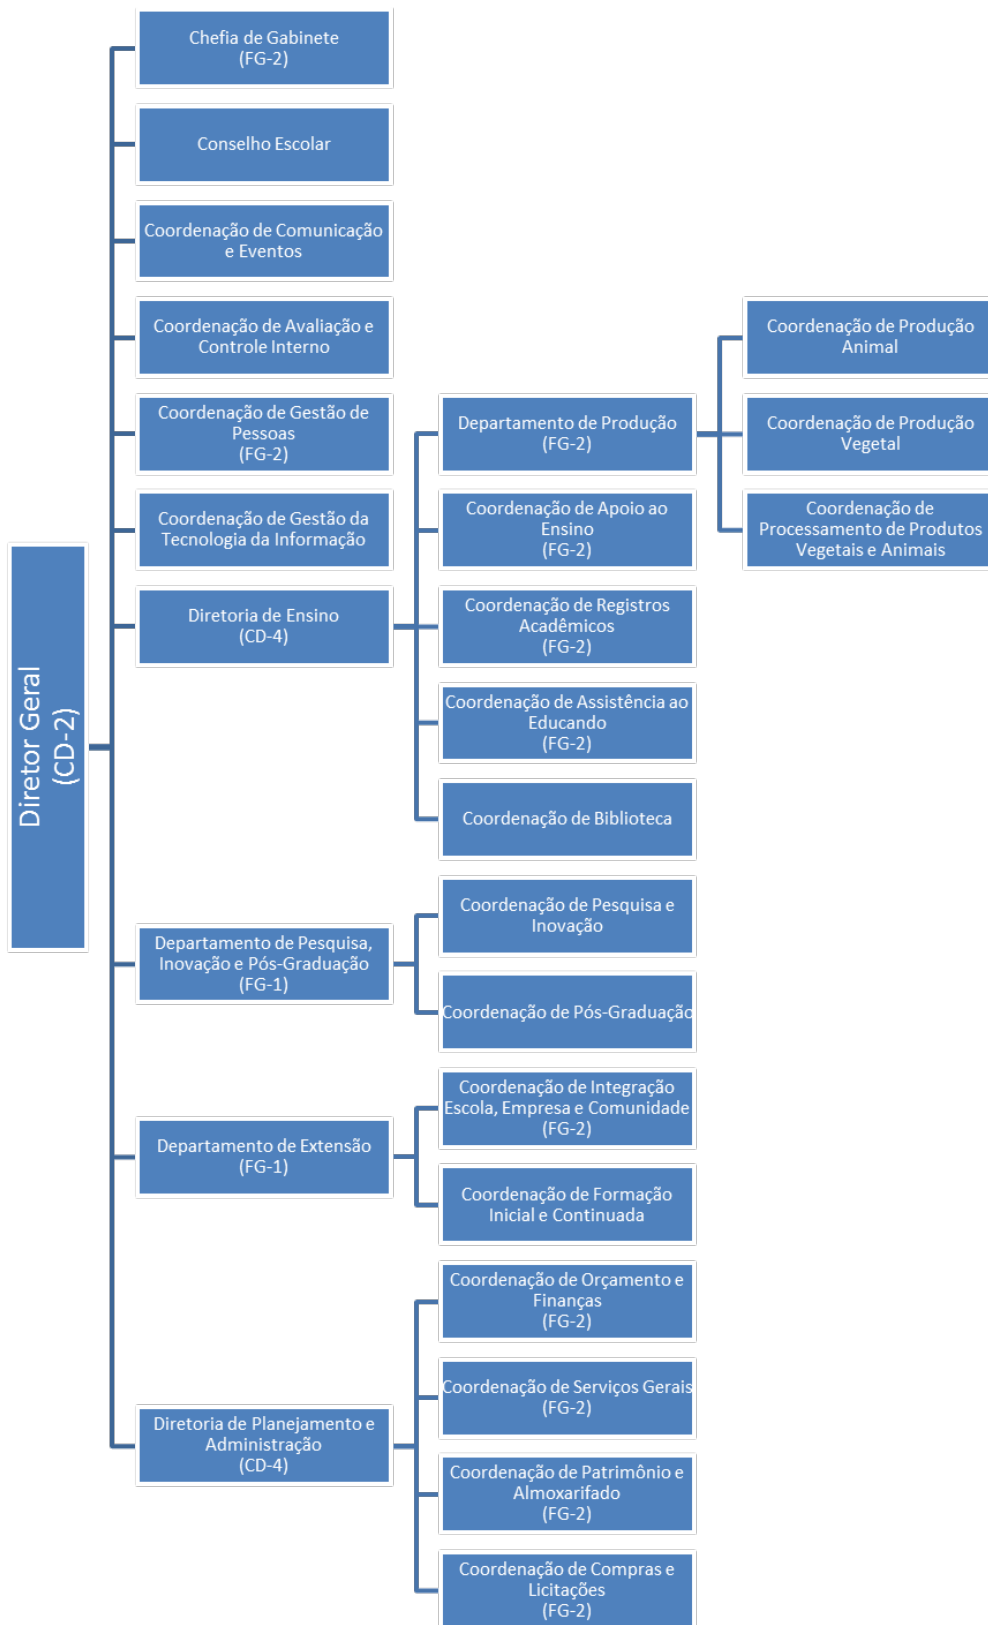 Diretor Geral
(CD-2)
Chefia de Gabinete
(FG-2)
Conselho Escolar
Coordenação de Comunicação
e Eventos
Coordenação de Avaliação e
Controle Interno
Coordenação de Gestão de
Pessoas
(FG-2)
Coordenação de Gestão da
Tecnologia da Informação
Diretoria de Ensino
(CD-4)
Departamento de Produção
(FG-2)
Coordenação de Produção
Animal
Coordenação de Produção
Vegetal
Coordenação de
Processamento de Produtos
Vegetais e Animais
Coordenação de Apoio ao
Ensino
(FG-2)
Coordenação de Registros
Acadêmicos
(FG-2)
Coordenação de Assistência ao
Educando
(FG-2)
Coordenação de Biblioteca
Departamento de Pesquisa,
Inovação e Pós-Graduação
(FG-1)
Coordenação de Pesquisa e
Inovação
Coordenação de Pós-Graduação
Departamento de Extensão
(FG-1)
Coordenação de Integração
Escola, Empresa e Comunidade
(FG-2)
Coordenação de Formação
Inicial e Continuada
Diretoria de Planejamento e
Administração
(CD-4)
Coordenação de Orçamento e
Finanças
(FG-2)
Coordenação de Serviços Gerais
(FG-2)
Coordenação de Patrimônio e
Almoxarifado
(FG-2)
Coordenação de Compras e
Licitações
(FG-2)